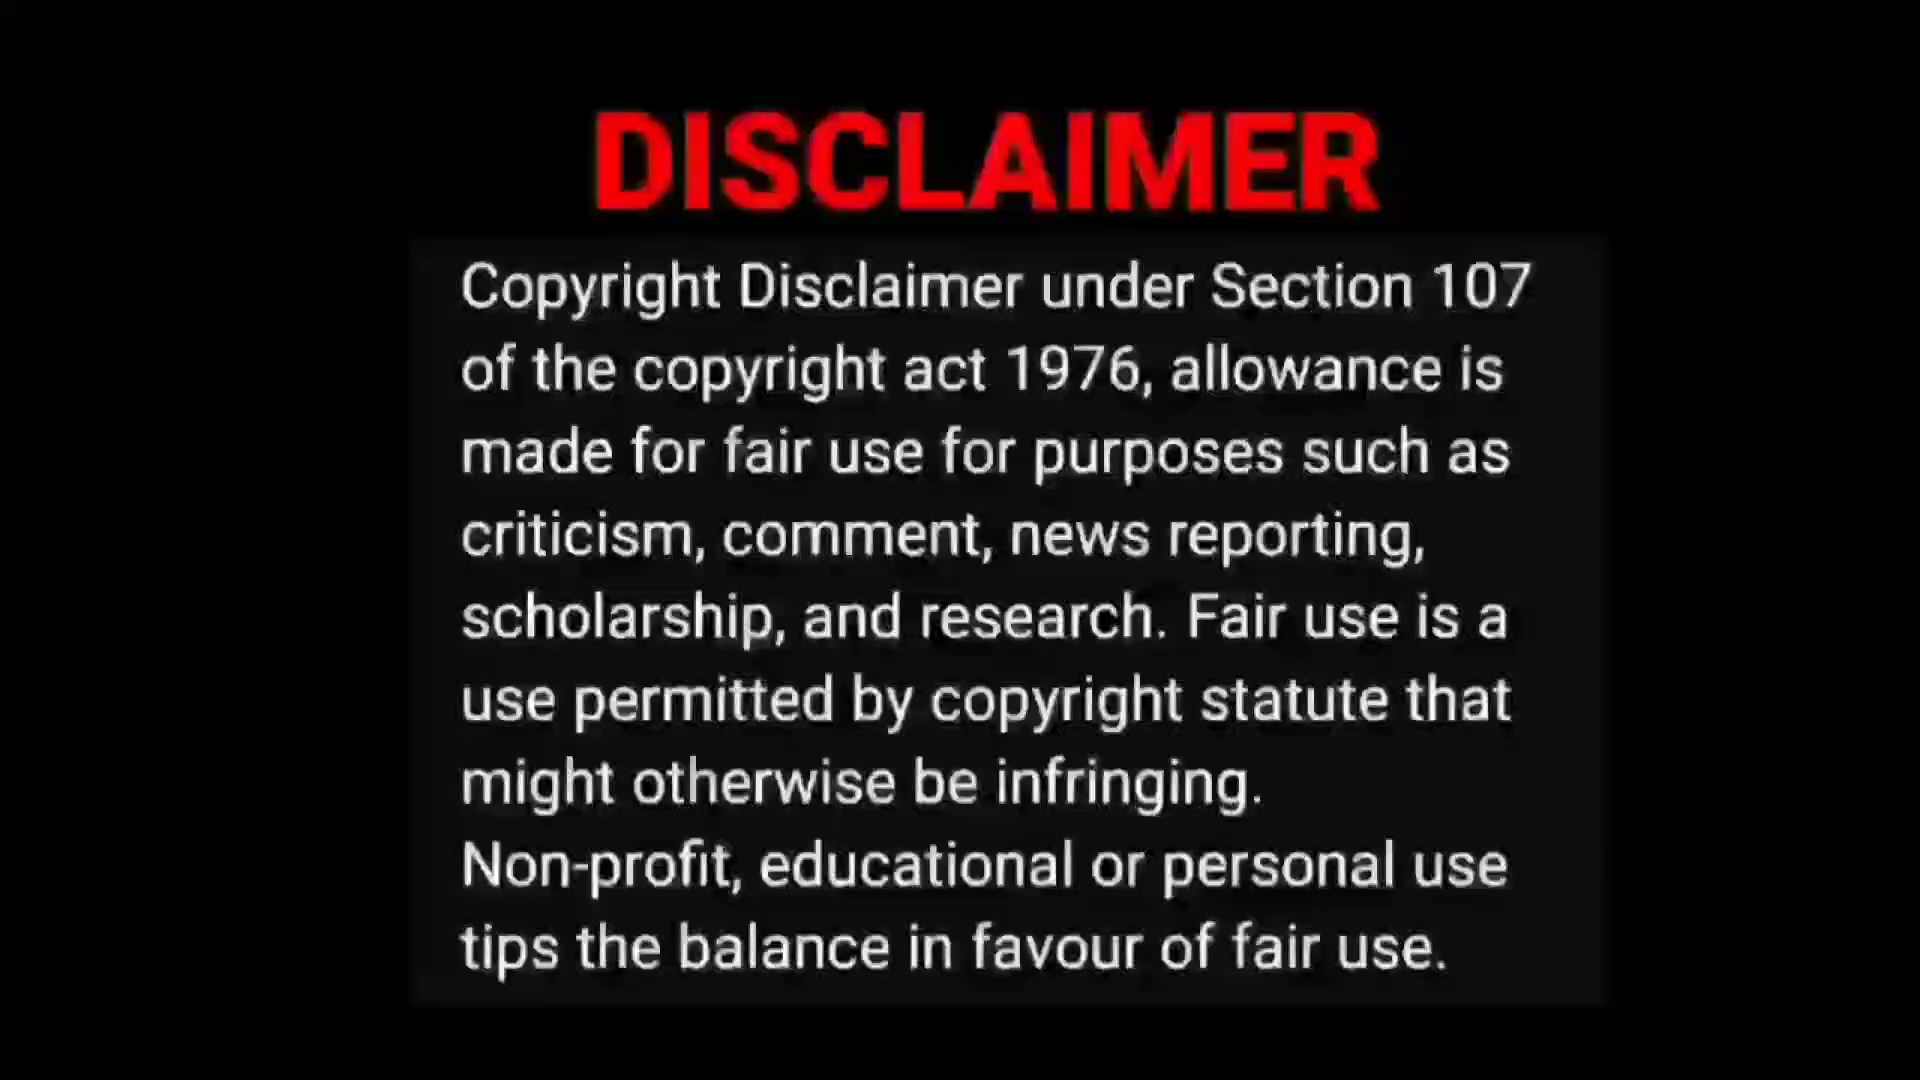 DISCLAIMER
Copyright Disclaimer under Section 107
of the copyright act 1976, allowance is
made for fair use for purposes such as
criticism, comment, news reporting,
scholarship, and research. Fair use is a
use permitted by copyright statute that
might otherwise be infringing.
Non-profit, educational or personal use
tips the balance in favour of fair use.